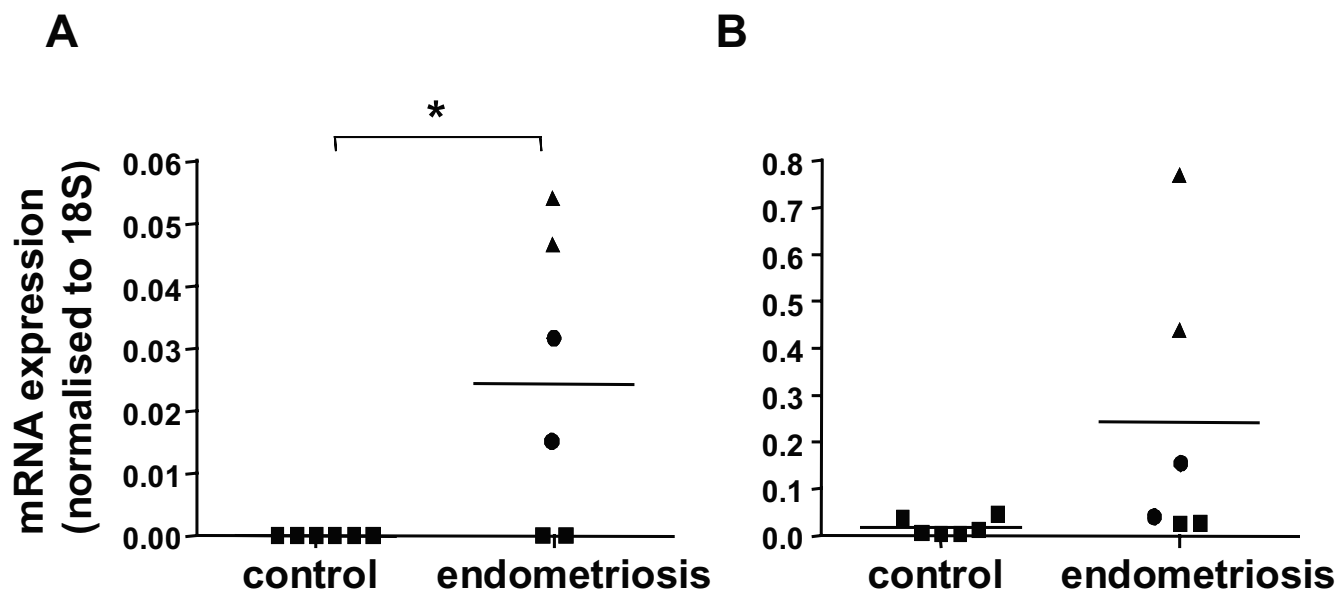 A
B
*
mRNA expression
(normalised to 18S)
0.06
0.05
0.04
0.03
0.02
0.01
0.00
control
endometriosis
0.8
0.7
0.6
0.5
0.4
0.3
0.2
0.1
0.0
control
endometriosis